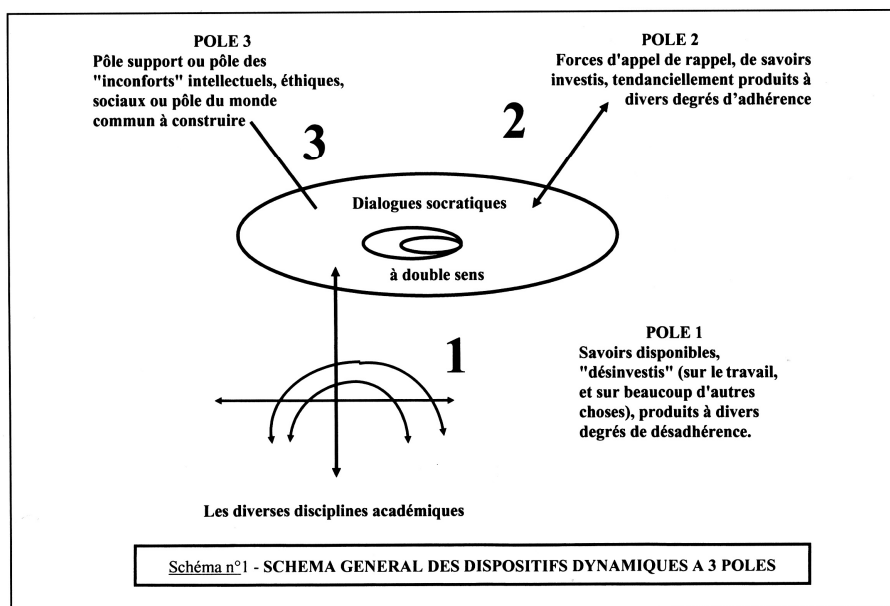 POLE 3
Pôle support ou pôle des
"inconforts" intellectuels, éthiques,
sociaux ou pôle du monde
commun à construire
3
POLE 2
Forces d'appel de rappel, de savoirs
investis, tendanciellement produits à
divers degrés d'adhérence
2
Dialogues socratiques
à double sens
1
POLE 1
Savoirs disponibles,
"désinvestis" (sur le travail,
et sur beaucoup d'autres
choses), produits à divers
degrés de désadhérence.
Les diverses disciplines académiques
Schéma n°1 - SCHEMA GENERAL DES DISPOSITIFS DYNAMIQUES A 3 POLES